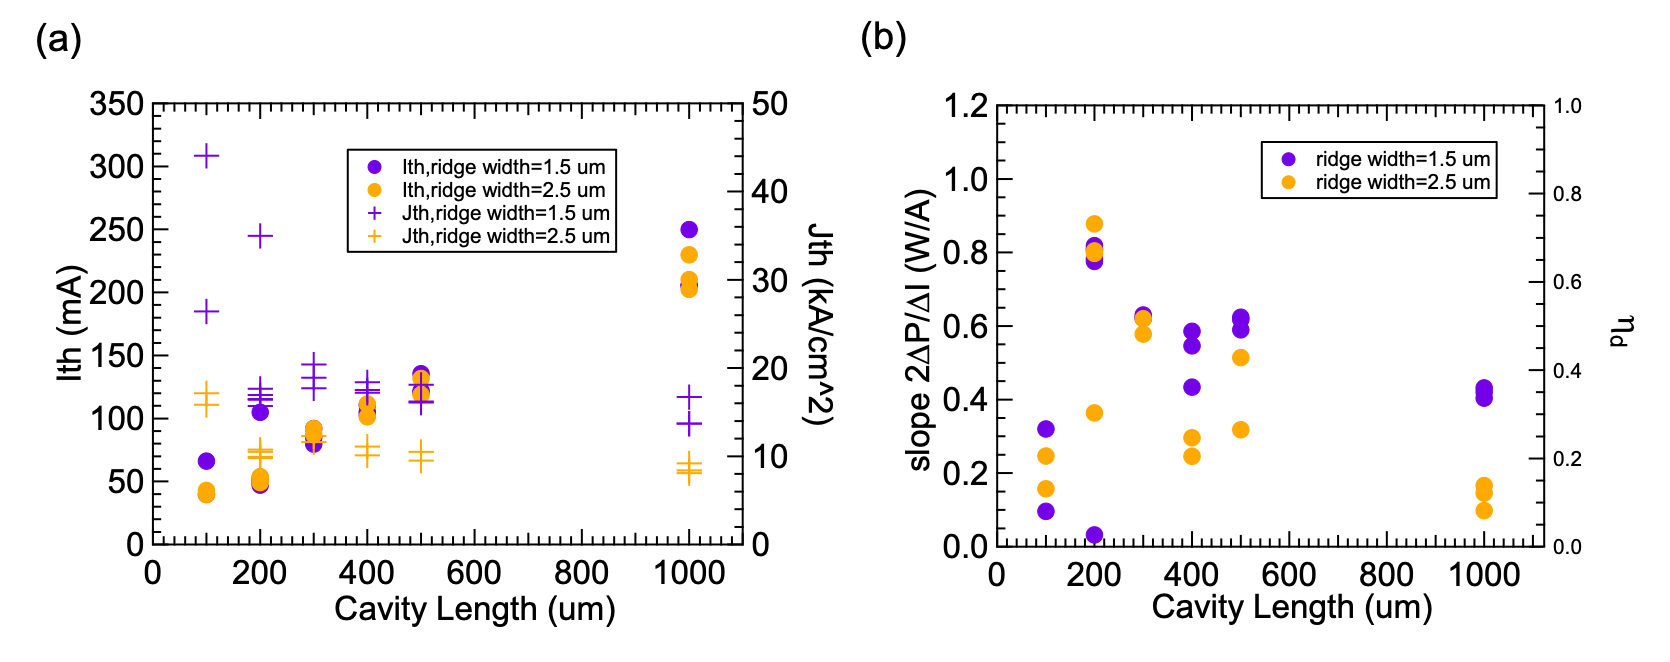 (a)
350
300
250
200
150
100
50
0
Ith (mA)
50
40
30
20
10
0
Jth (kA/cm^2)
Ith,ridge width=1.5 um
Ith,ridge width=2.5 um
Jth,ridge width=1.5 um
Jth,ridge width=2.5 um
0 200 400 600 800 1000
Cavity Length (um)
(b)
1.2
1.0
0.8
0.6
0.4
0.2
0.0
slope 2ΔP/ΔI (W/A)
1.0
0.8
0.6
0.4
0.2
0.0
ηd
ridge width=1.5 um
ridge width=2.5 um
0 200 400 600 800 1000
Cavity Length (um)